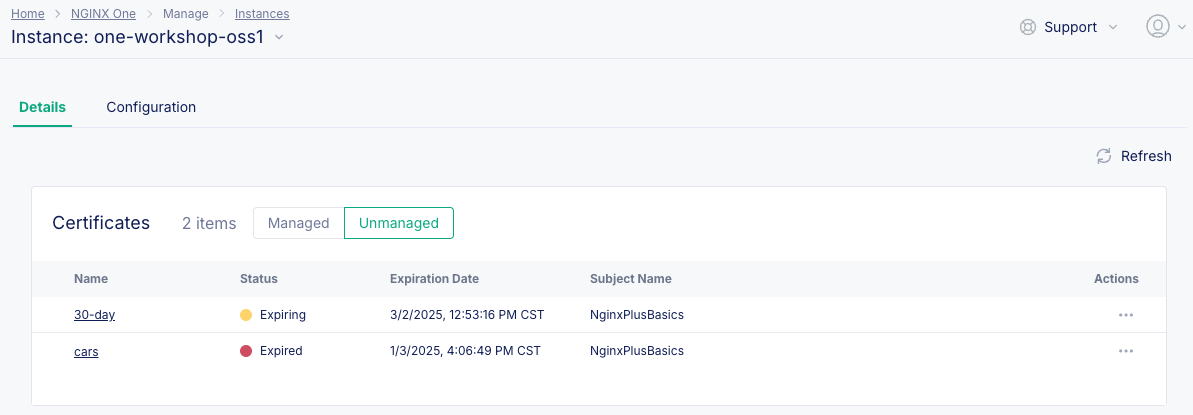 Home > NGINX One > Manage > Instances
Instance: one-workshop-oss1
Support
Details Configuration
Refresh
Certificates 2 items Managed Unmanaged
Name Status Expiration Date Subject Name Actions
30-day Expiring 3/2/2025, 12:53:16 PM CST NginxPlusBasics ...
cars Expired 1/3/2025, 4:06:49 PM CST NginxPlusBasics ...